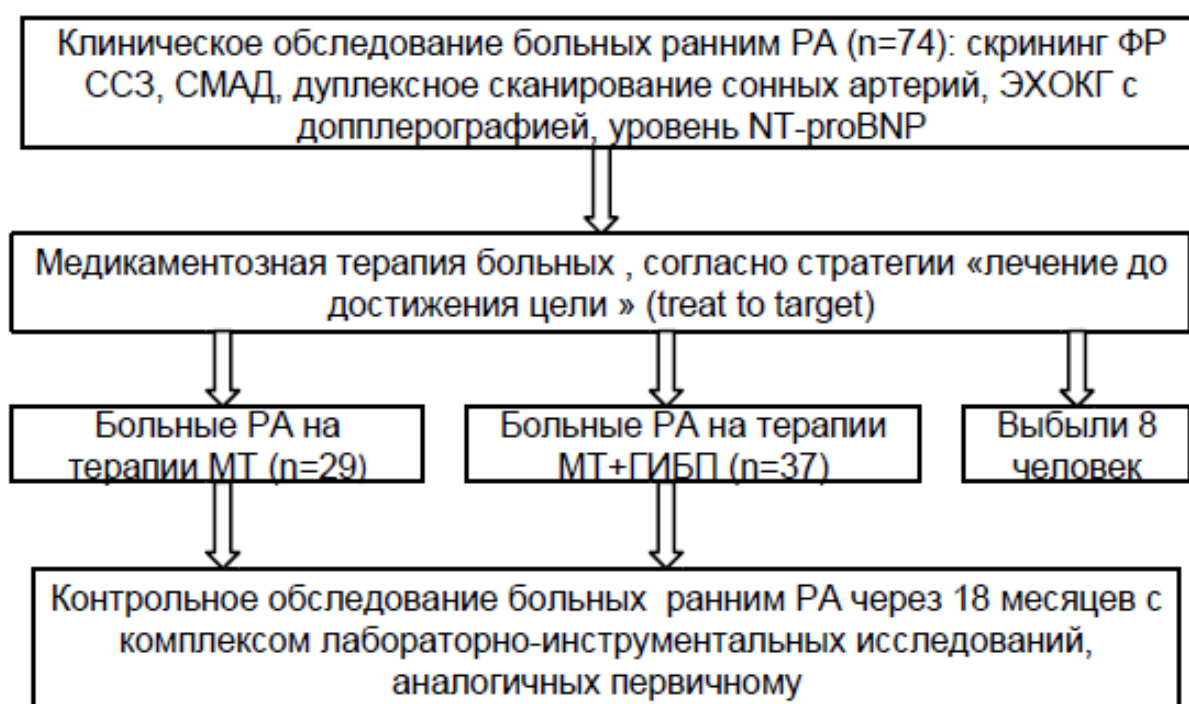 Клиническое обследование больных ранним РА (n=74): скрининг ФР
ССЗ, СМАД, дуплексное сканирование сонных артерий, ЭХОКГ с
допплерографией, уровень NT-proBNP
Медикаментозная терапия больных , согласно стратегии «лечение до
достижения цели » (treat to target)
Больные РА на
терапии МТ (n=29)
Больные РА на терапии
МТ+ГИБП (n=37)
Выбыли 8
человек
Контрольное обследование больных  ранним РА через 18 месяцев с
комплексом лабораторно-инструментальных исследований,
аналогичных первичному